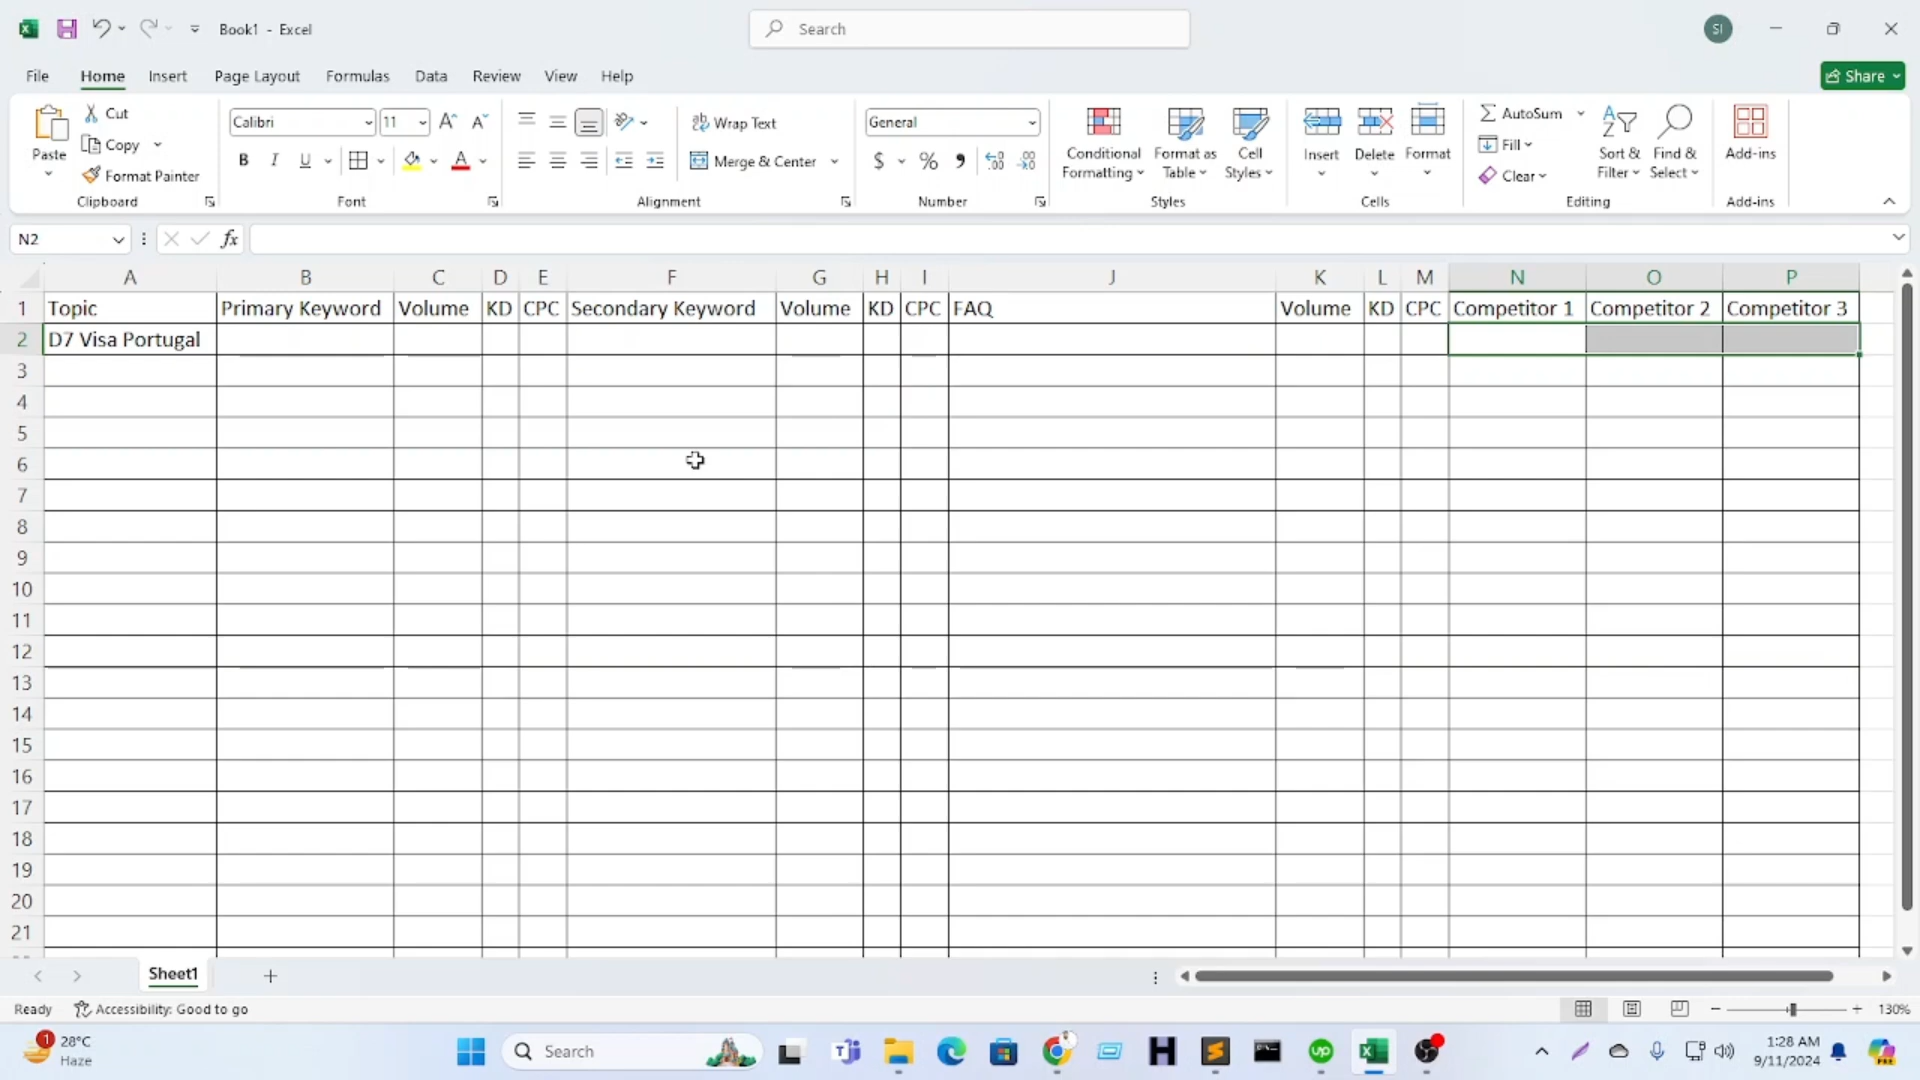 Book1 - Excel
Search
SI
File Home Insert Page Layout Formulas Data Review View Help
Share
Paste
Cut
Copy
Format Painter
Clipboard
Calibri 11
B I U
Font
Wrap Text
Merge & Center
Alignment
General
$ % 9
Number
Conditional Formatting
Format as Table
Cell Styles
Styles
Insert Delete Format
Cells
AutoSum
Fill
Clear
Sort & Filter
Find & Select
Editing
Add-ins
Add-ins
N2
fx
A B C D E F G H I J K L M N O P
1 Topic Primary Keyword Volume KD CPC Secondary Keyword Volume KD CPC FAQ Volume KD CPC Competitor 1 Competitor 2 Competitor 3
2 D7 Visa Portugal
3
4
5
6
7
8
9
10
11
12
13
14
15
16
17
18
19
20
21
Sheet1
Ready Accessibility: Good to go
130%
1
28°C
Haze
Search
up
1:28 AM
9/11/2024
PRE